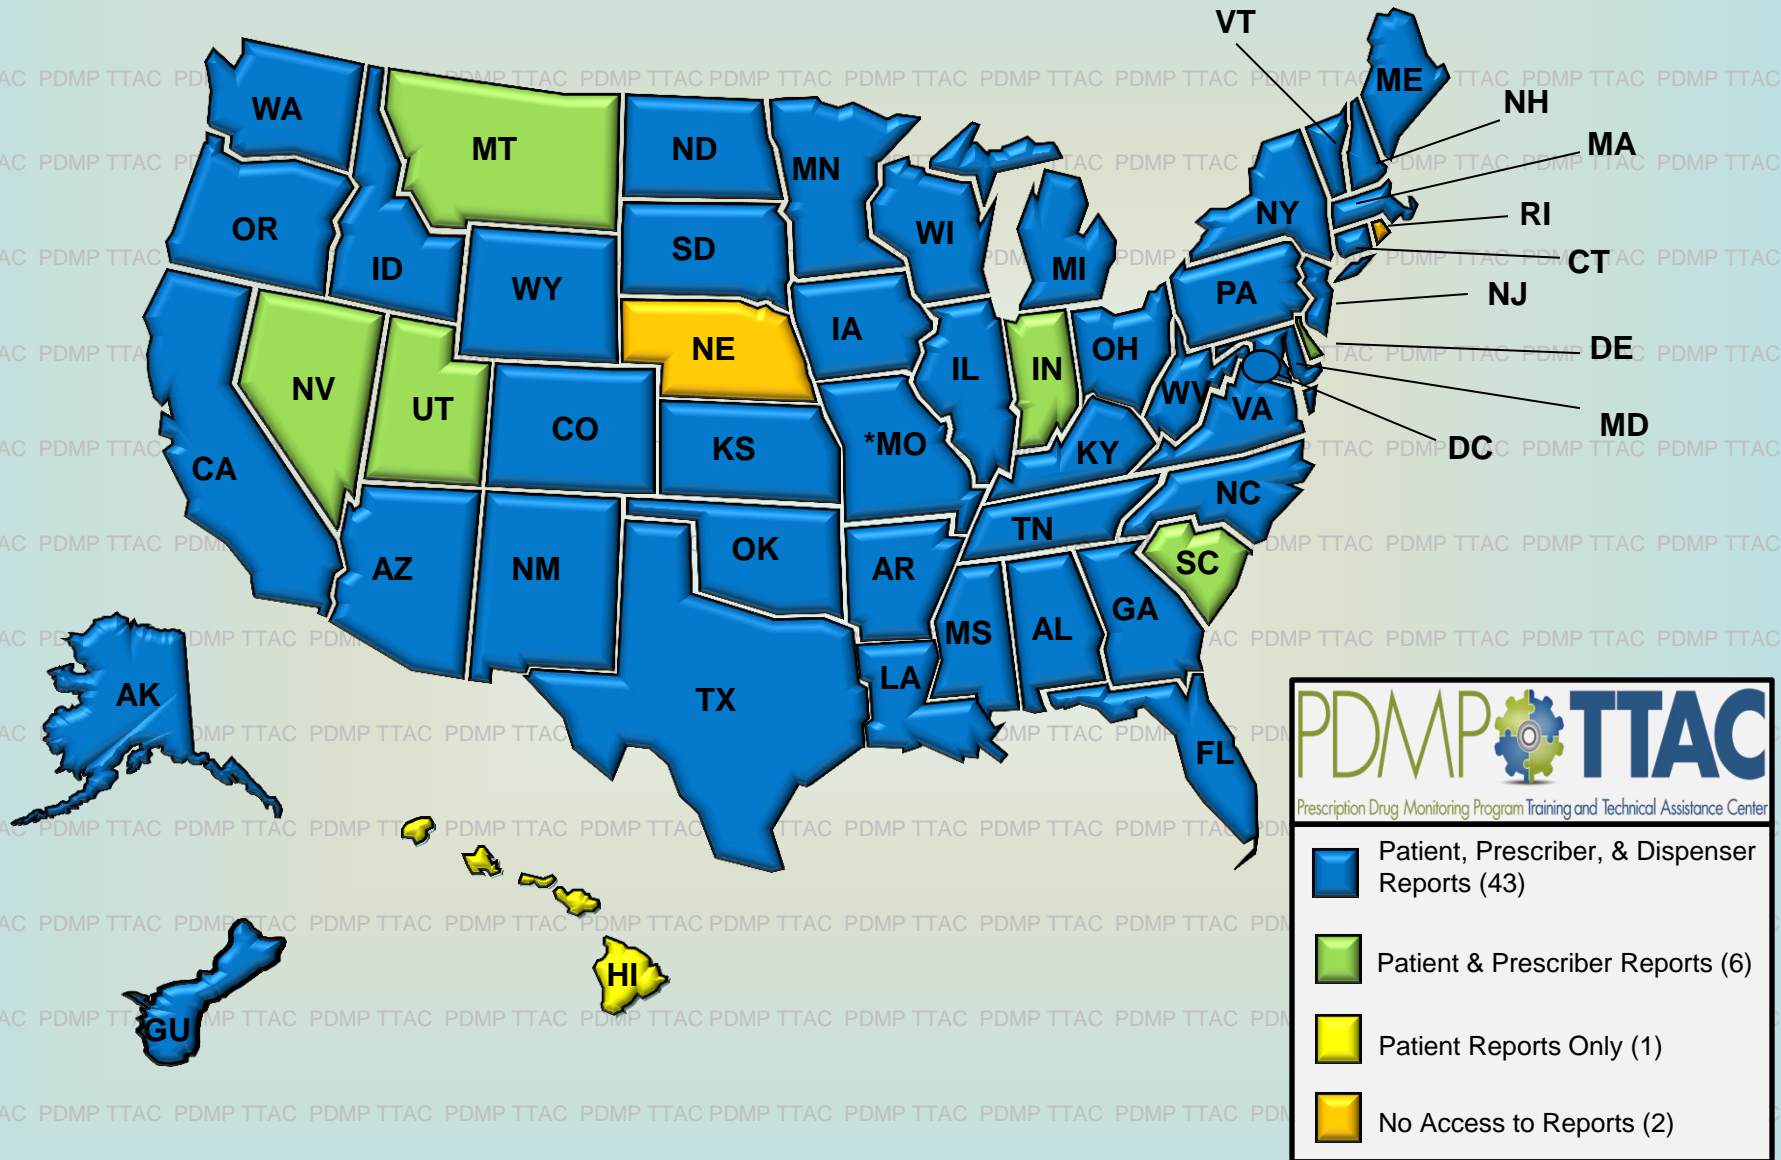 VT
ME
WA
NH
MT
ND
MN
MA
OR
NY
RI
WI
SD
ID
MI
CT
WY
PA
NJ
IA
NE
OH
DE
IL
IN
NV
WV
UT
VA
CO
MD
*MO
KS
DC
KY
CA
NC
TN
OK
SC
AZ
NM
AR
GA
MS
AL
LA
AK
TX
FL
HI
GU
PDMP TTAC
Prescription Drug Monitoring Program Training and Technical Assistance Center
Patient, Prescriber, & Dispenser
Reports (43)
Patient & Prescriber Reports (6)
Patient Reports Only (1)
No Access to Reports (2)